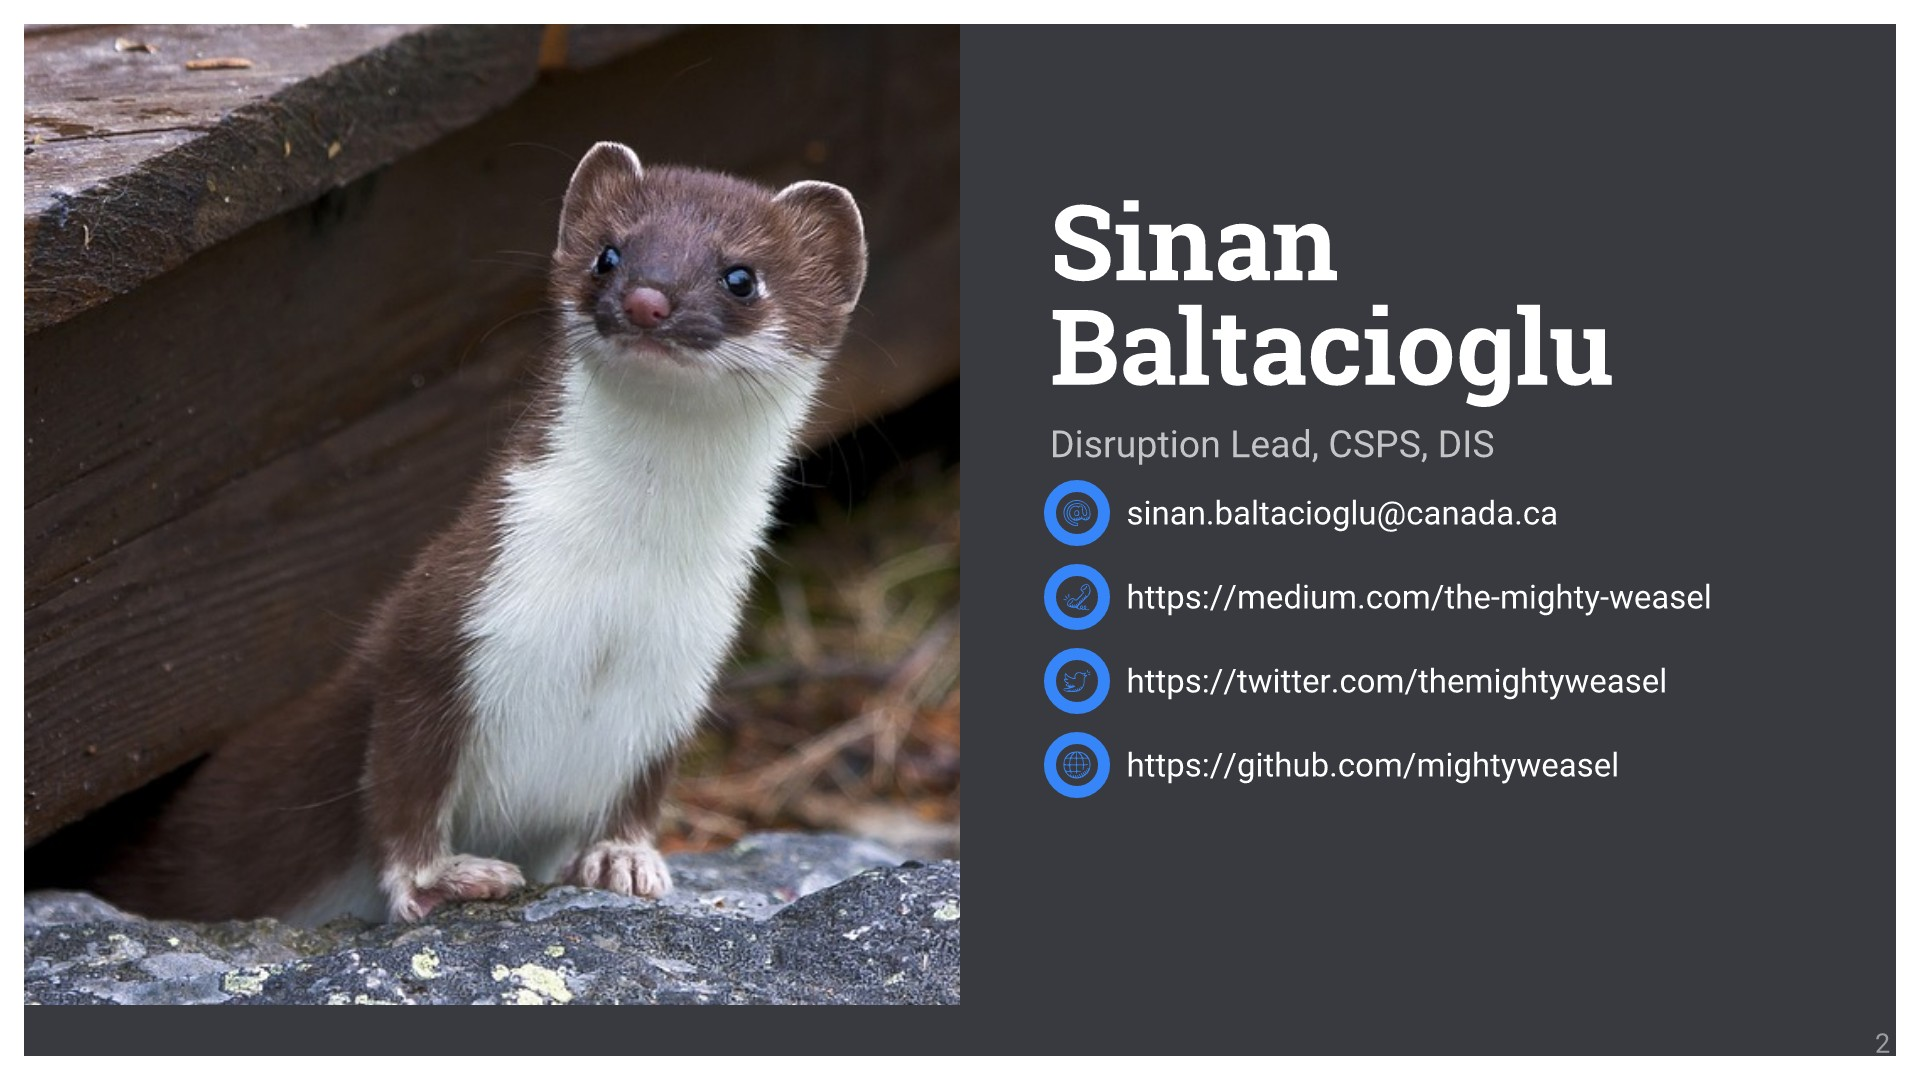 Sinan
Baltacioglu
Disruption Lead, CSPS, DIS
sinan.baltacioglu@canada.ca
https://medium.com/the-mighty-weasel
https://twitter.com/themightyweasel
https://github.com/mightyweasel
2